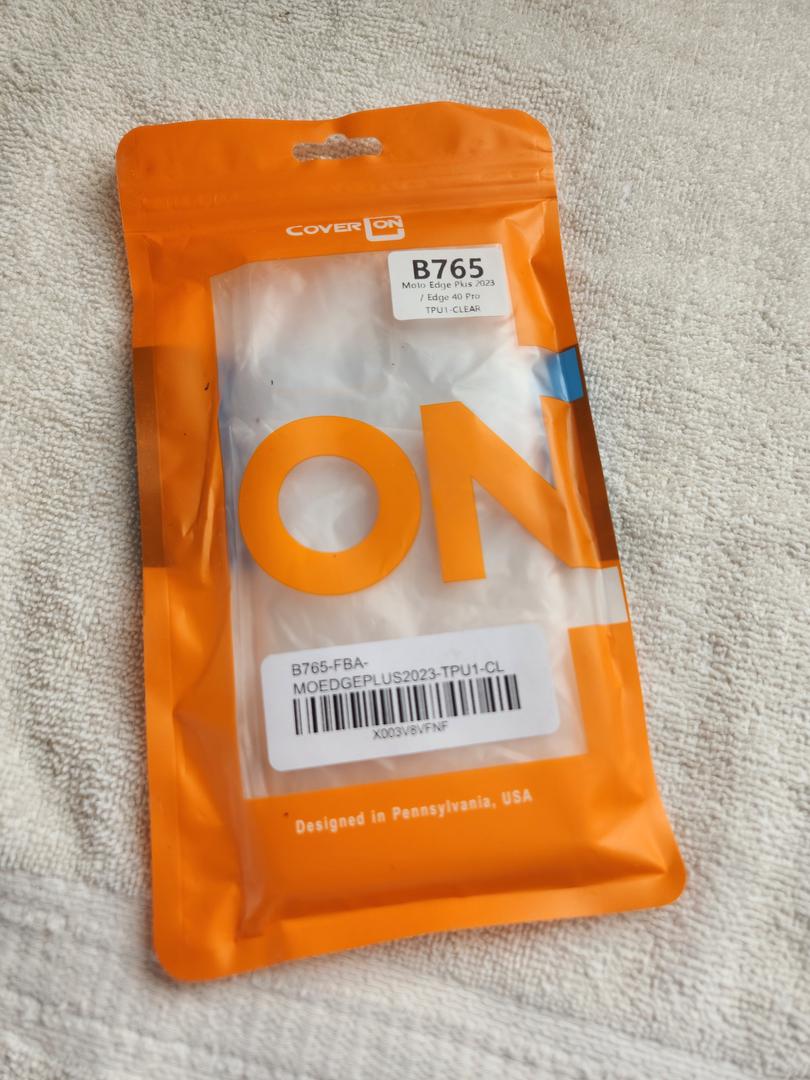 COVER ON
B765
Moto Edge Plus 2023
/ Edge 40 Pro
TPU1-CLEAR
ON
B765-FBA-
MOEDGEPLUS2023-TPU1-CL
X003V8VFNF
Designed in Pennsylvania, USA